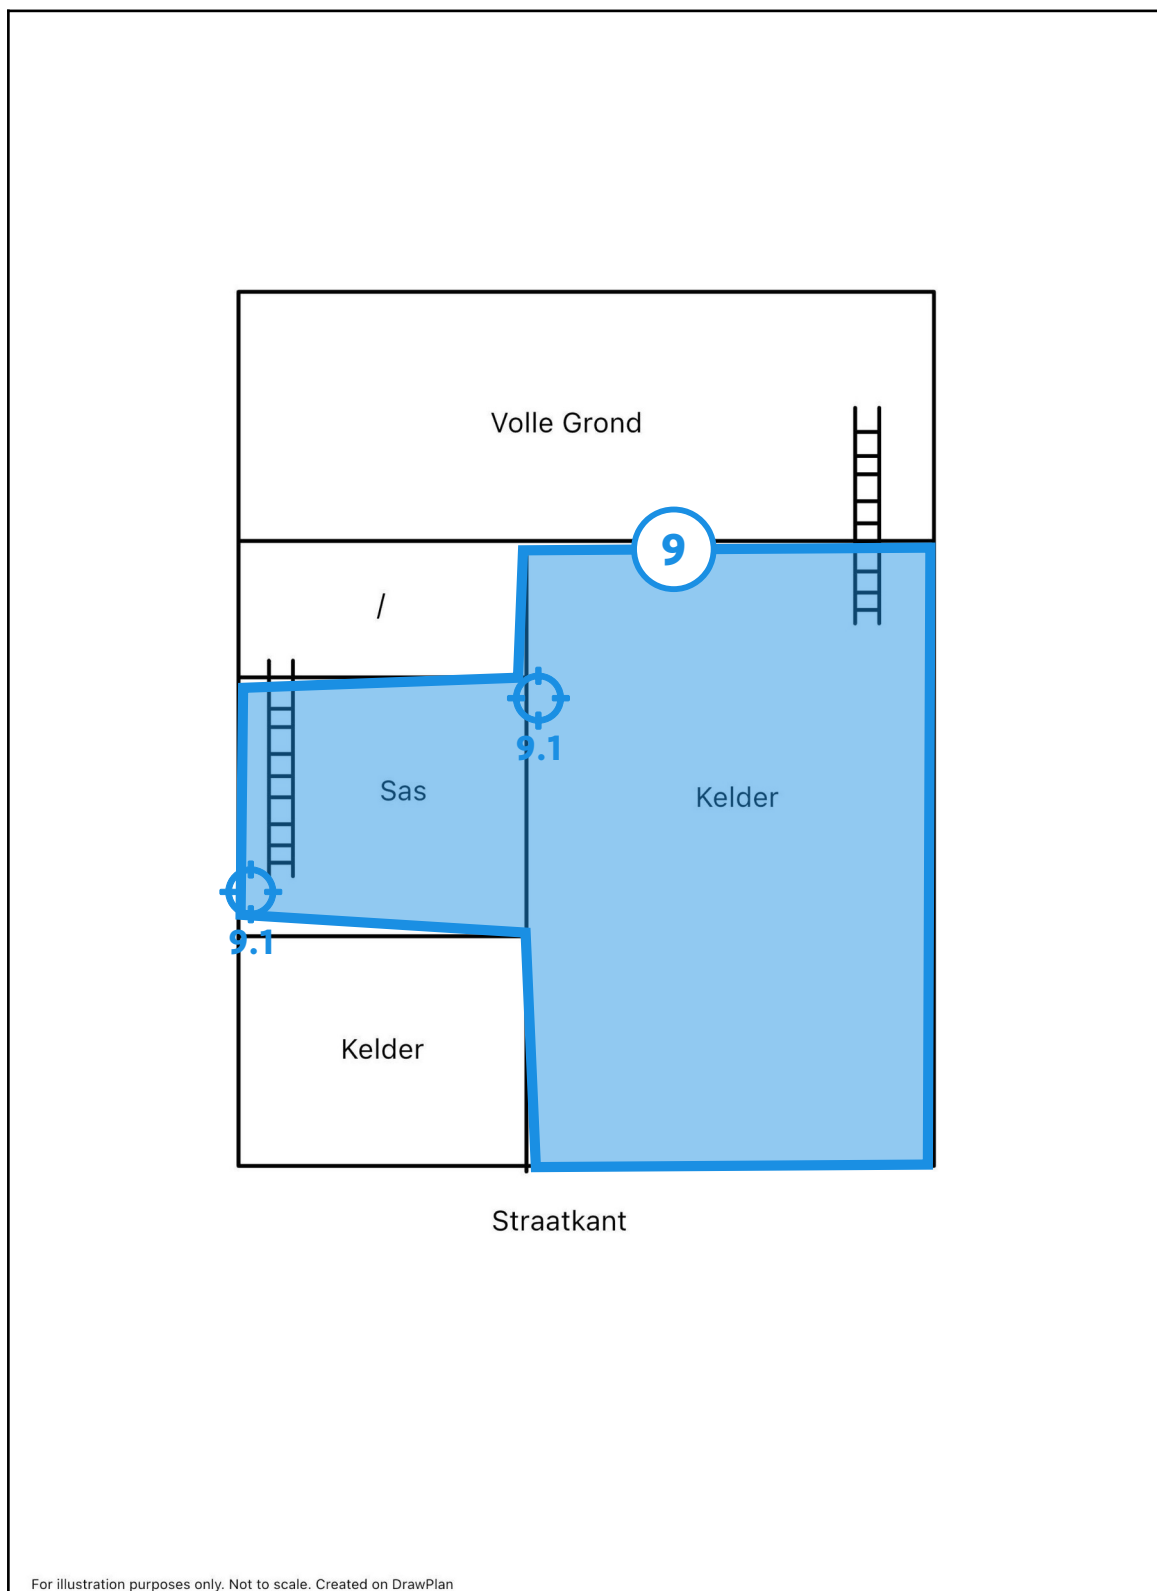 Volle Grond
9
/
9.1
Sas
Kelder
9.1
Kelder
Straatkant
For illustration purposes only. Not to scale. Created on DrawPlan